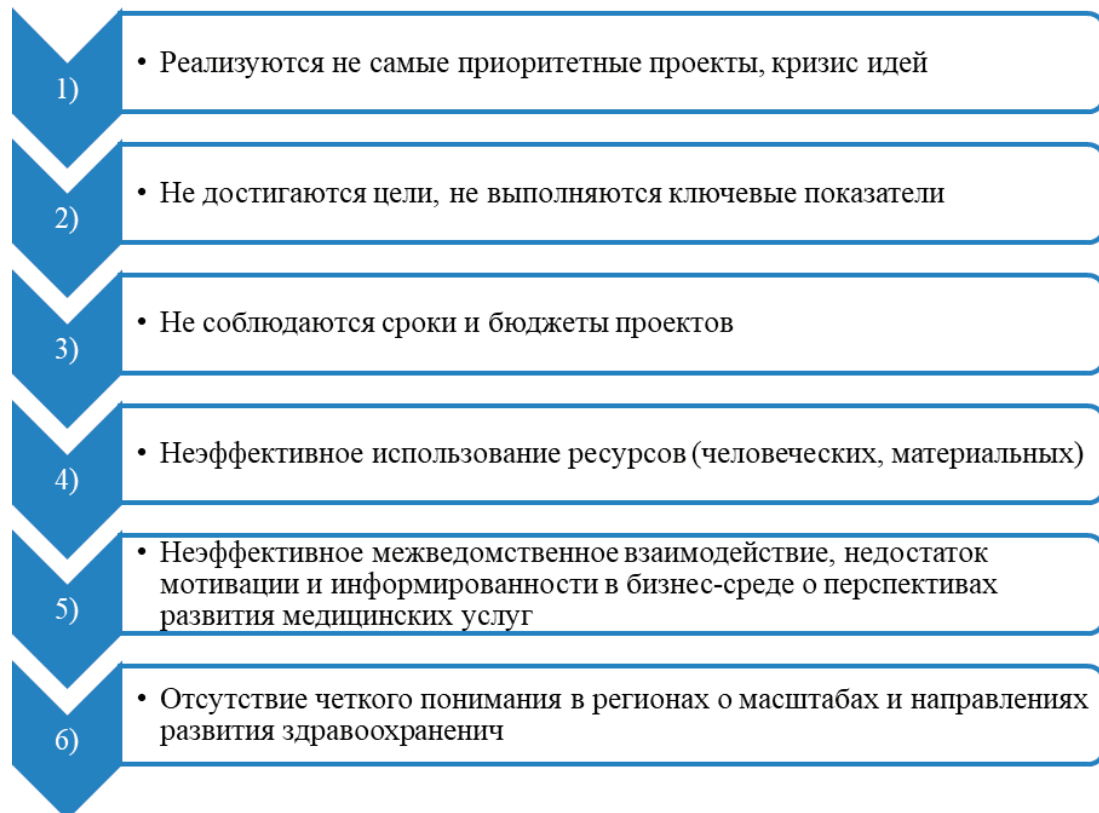 1)
• Реализуются не самые приоритетные проекты, кризис идей
2)
• Не достигаются цели, не выполняются ключевые показатели
3)
• Не соблюдаются сроки и бюджеты проектов
4)
• Неэффективное использование ресурсов (человеческих, материальных)
5)
• Неэффективное межведомственное взаимодействие, недостаток
мотивации и информированности в бизнес-среде о перспективах
развития медицинских услуг
6)
• Отсутствие четкого понимания в регионах о масштабах и направлениях
развития здравоохраненич